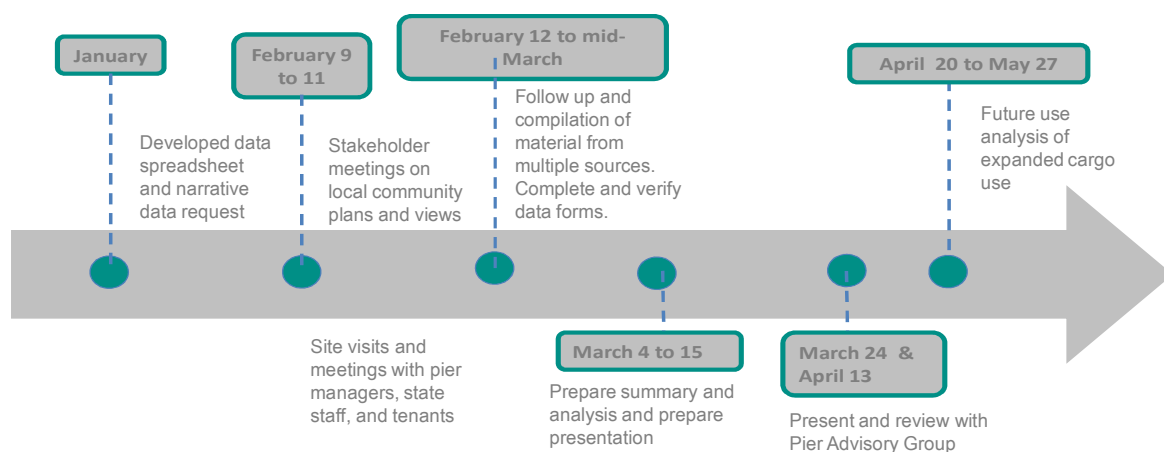 January
Developed data
spreadsheet
and narrative
data request
February 9
to 11
Stakeholder
meetings on
local community
plans and views
Site visits and
meetings with pier
managers, state
staff, and tenants
February 12 to mid-
March
Follow up and
compilation of
material from
multiple sources.
Complete and verify
data forms.
March 4 to 15
Prepare summary and
analysis and prepare
presentation
March 24 &
April 13
Present and review with
Pier Advisory Group
April 20 to May 27
Future use
analysis of
expanded cargo
use